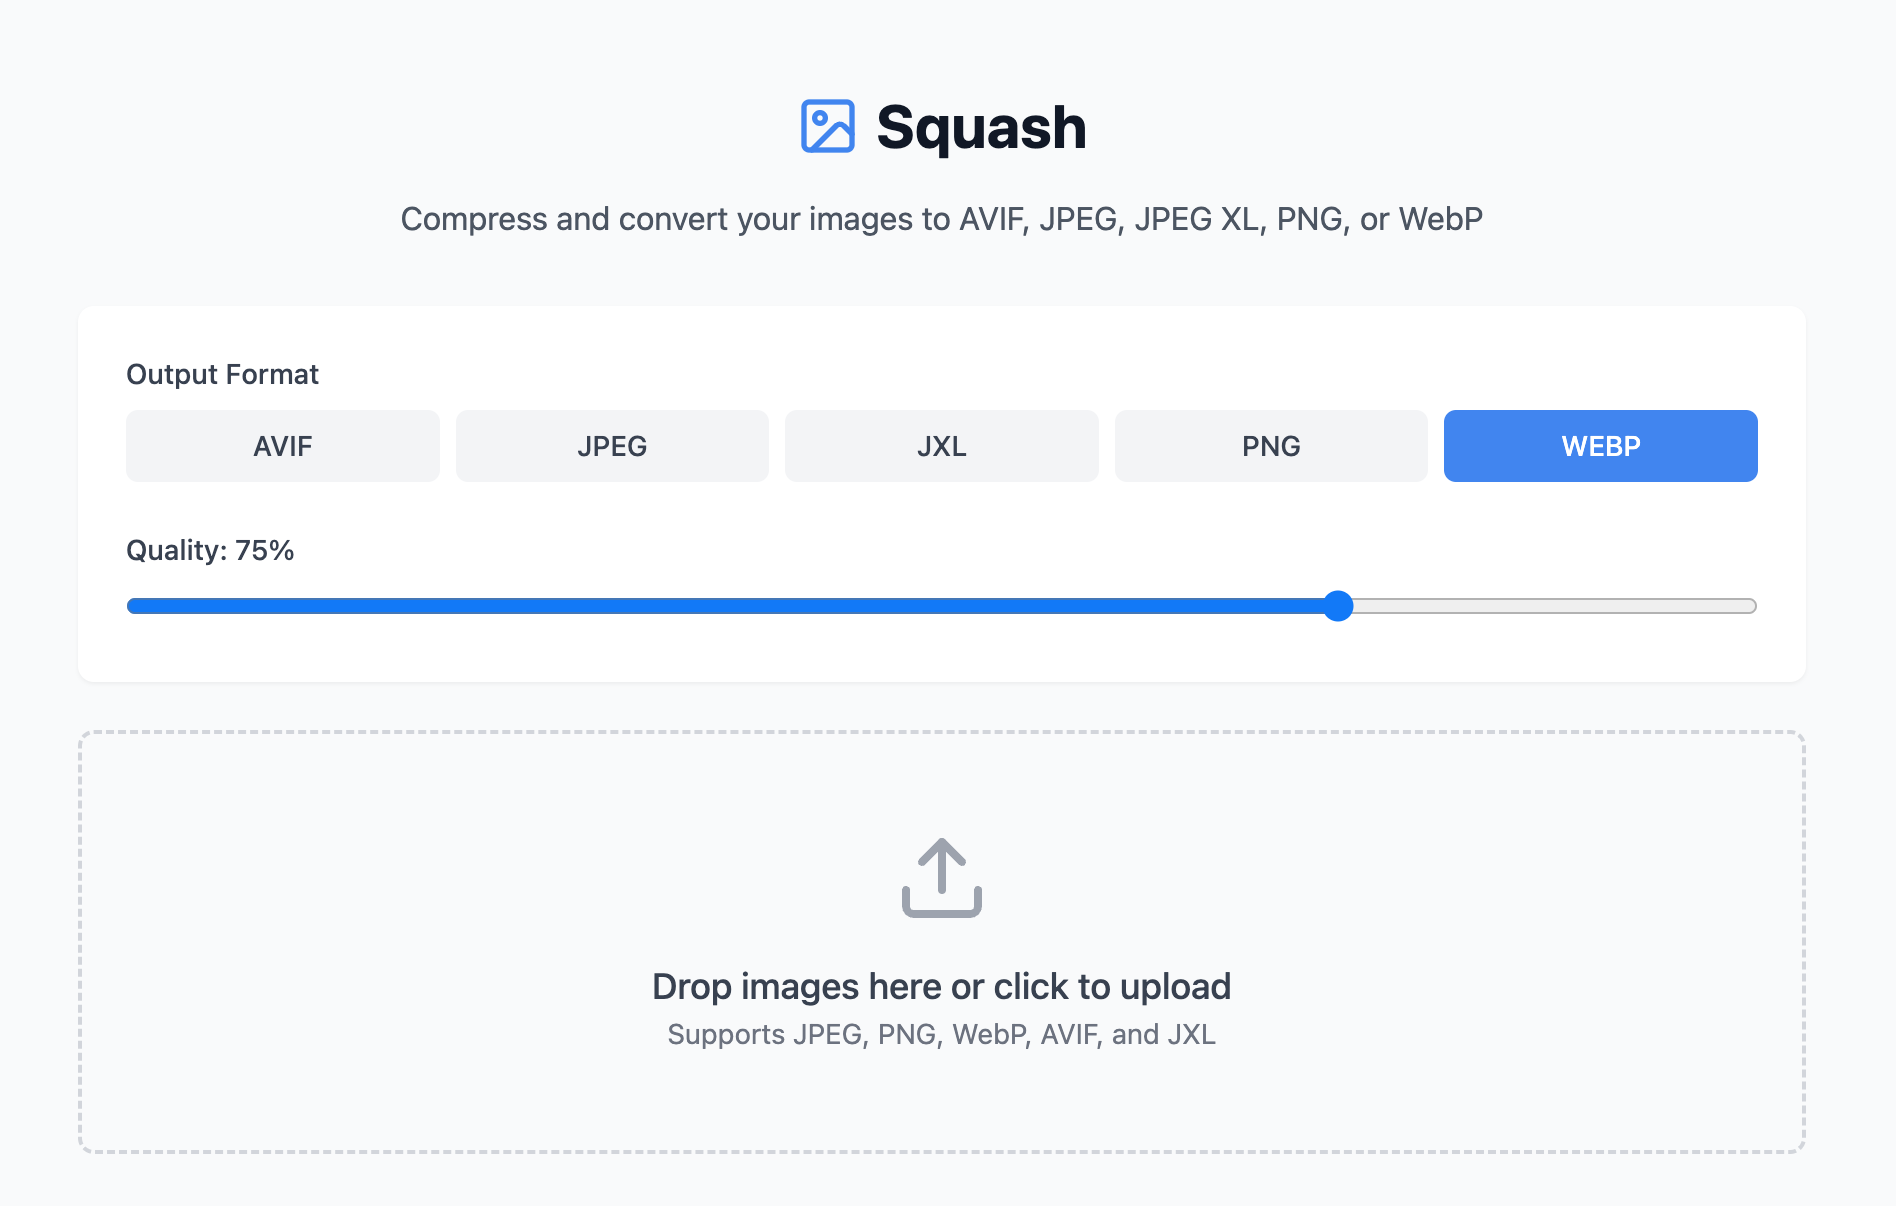 Squash
Compress and convert your images to AVIF, JPEG, JPEG XL, PNG, or WebP
Output Format
AVIF
JPEG
JXL
PNG
WEBP
Quality: 75%
Drop images here or click to upload
Supports JPEG, PNG, WebP, AVIF, and JXL